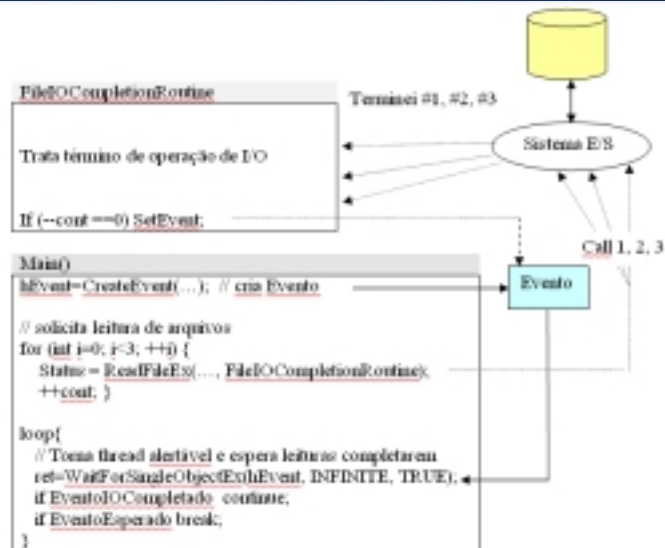 FileIOCompletionRoutine
Terminei #1, #2, #3
Trata término de operação de I/O
Sistema E/S
If (--cont ==0) SetEvent;
Call 1, 2, 3
Main()
hEvent=CreateEvent(...); // cria Evento
Evento
// solicita leitura de arquivos
for (int i=0; i<3; ++i) {
Status = ReadFileEx(..., FileIOCompletionRoutine);
++cont; }
loop{
// Torna thread alertável e espera leituras completarem
ret=WaitForSingleObjectEx(hEvent, INFINITE, TRUE);
if EventoIOCompletado continue;
if EventoEsperado break;
}